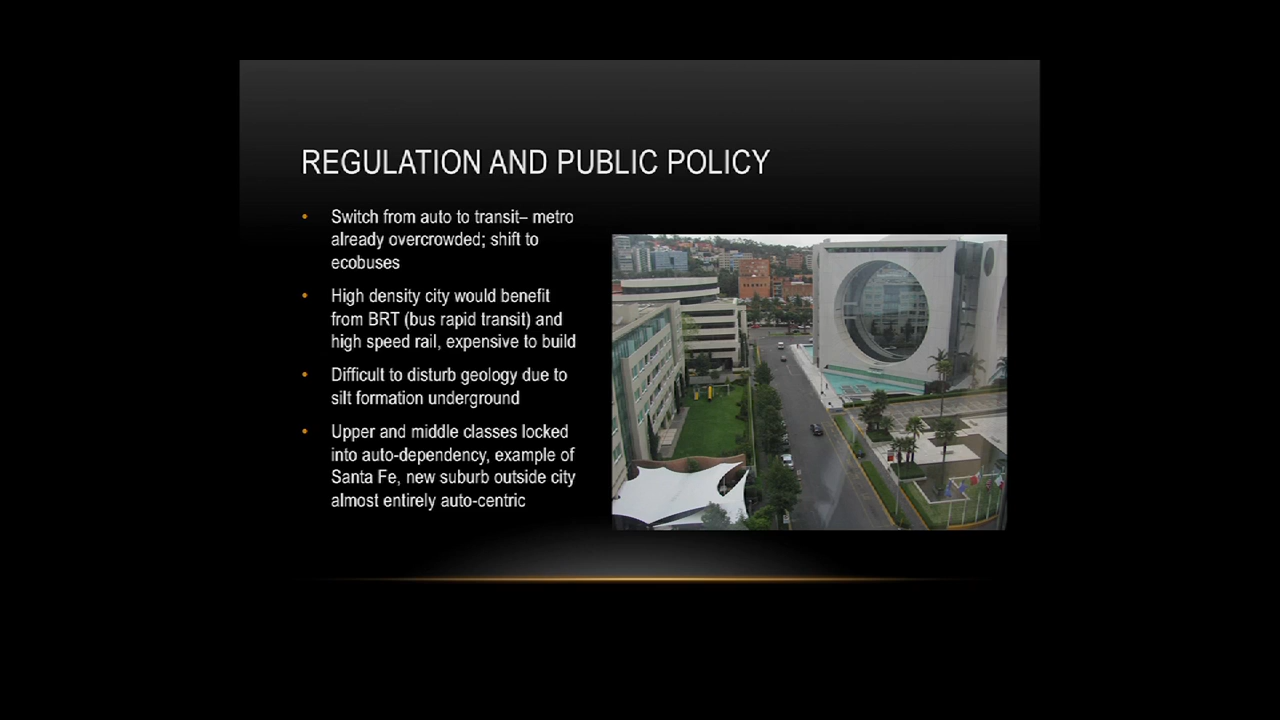 REGULATION AND PUBLIC POLICY
• Switch from auto to transit– metro
already overcrowded; shift to
ecobuses
• High density city would benefit
from BRT (bus rapid transit) and
high speed rail, expensive to build
• Difficult to disturb geology due to
silt formation underground
• Upper and middle classes locked
into auto-dependency, example of
Santa Fe, new suburb outside city
almost entirely auto-centric